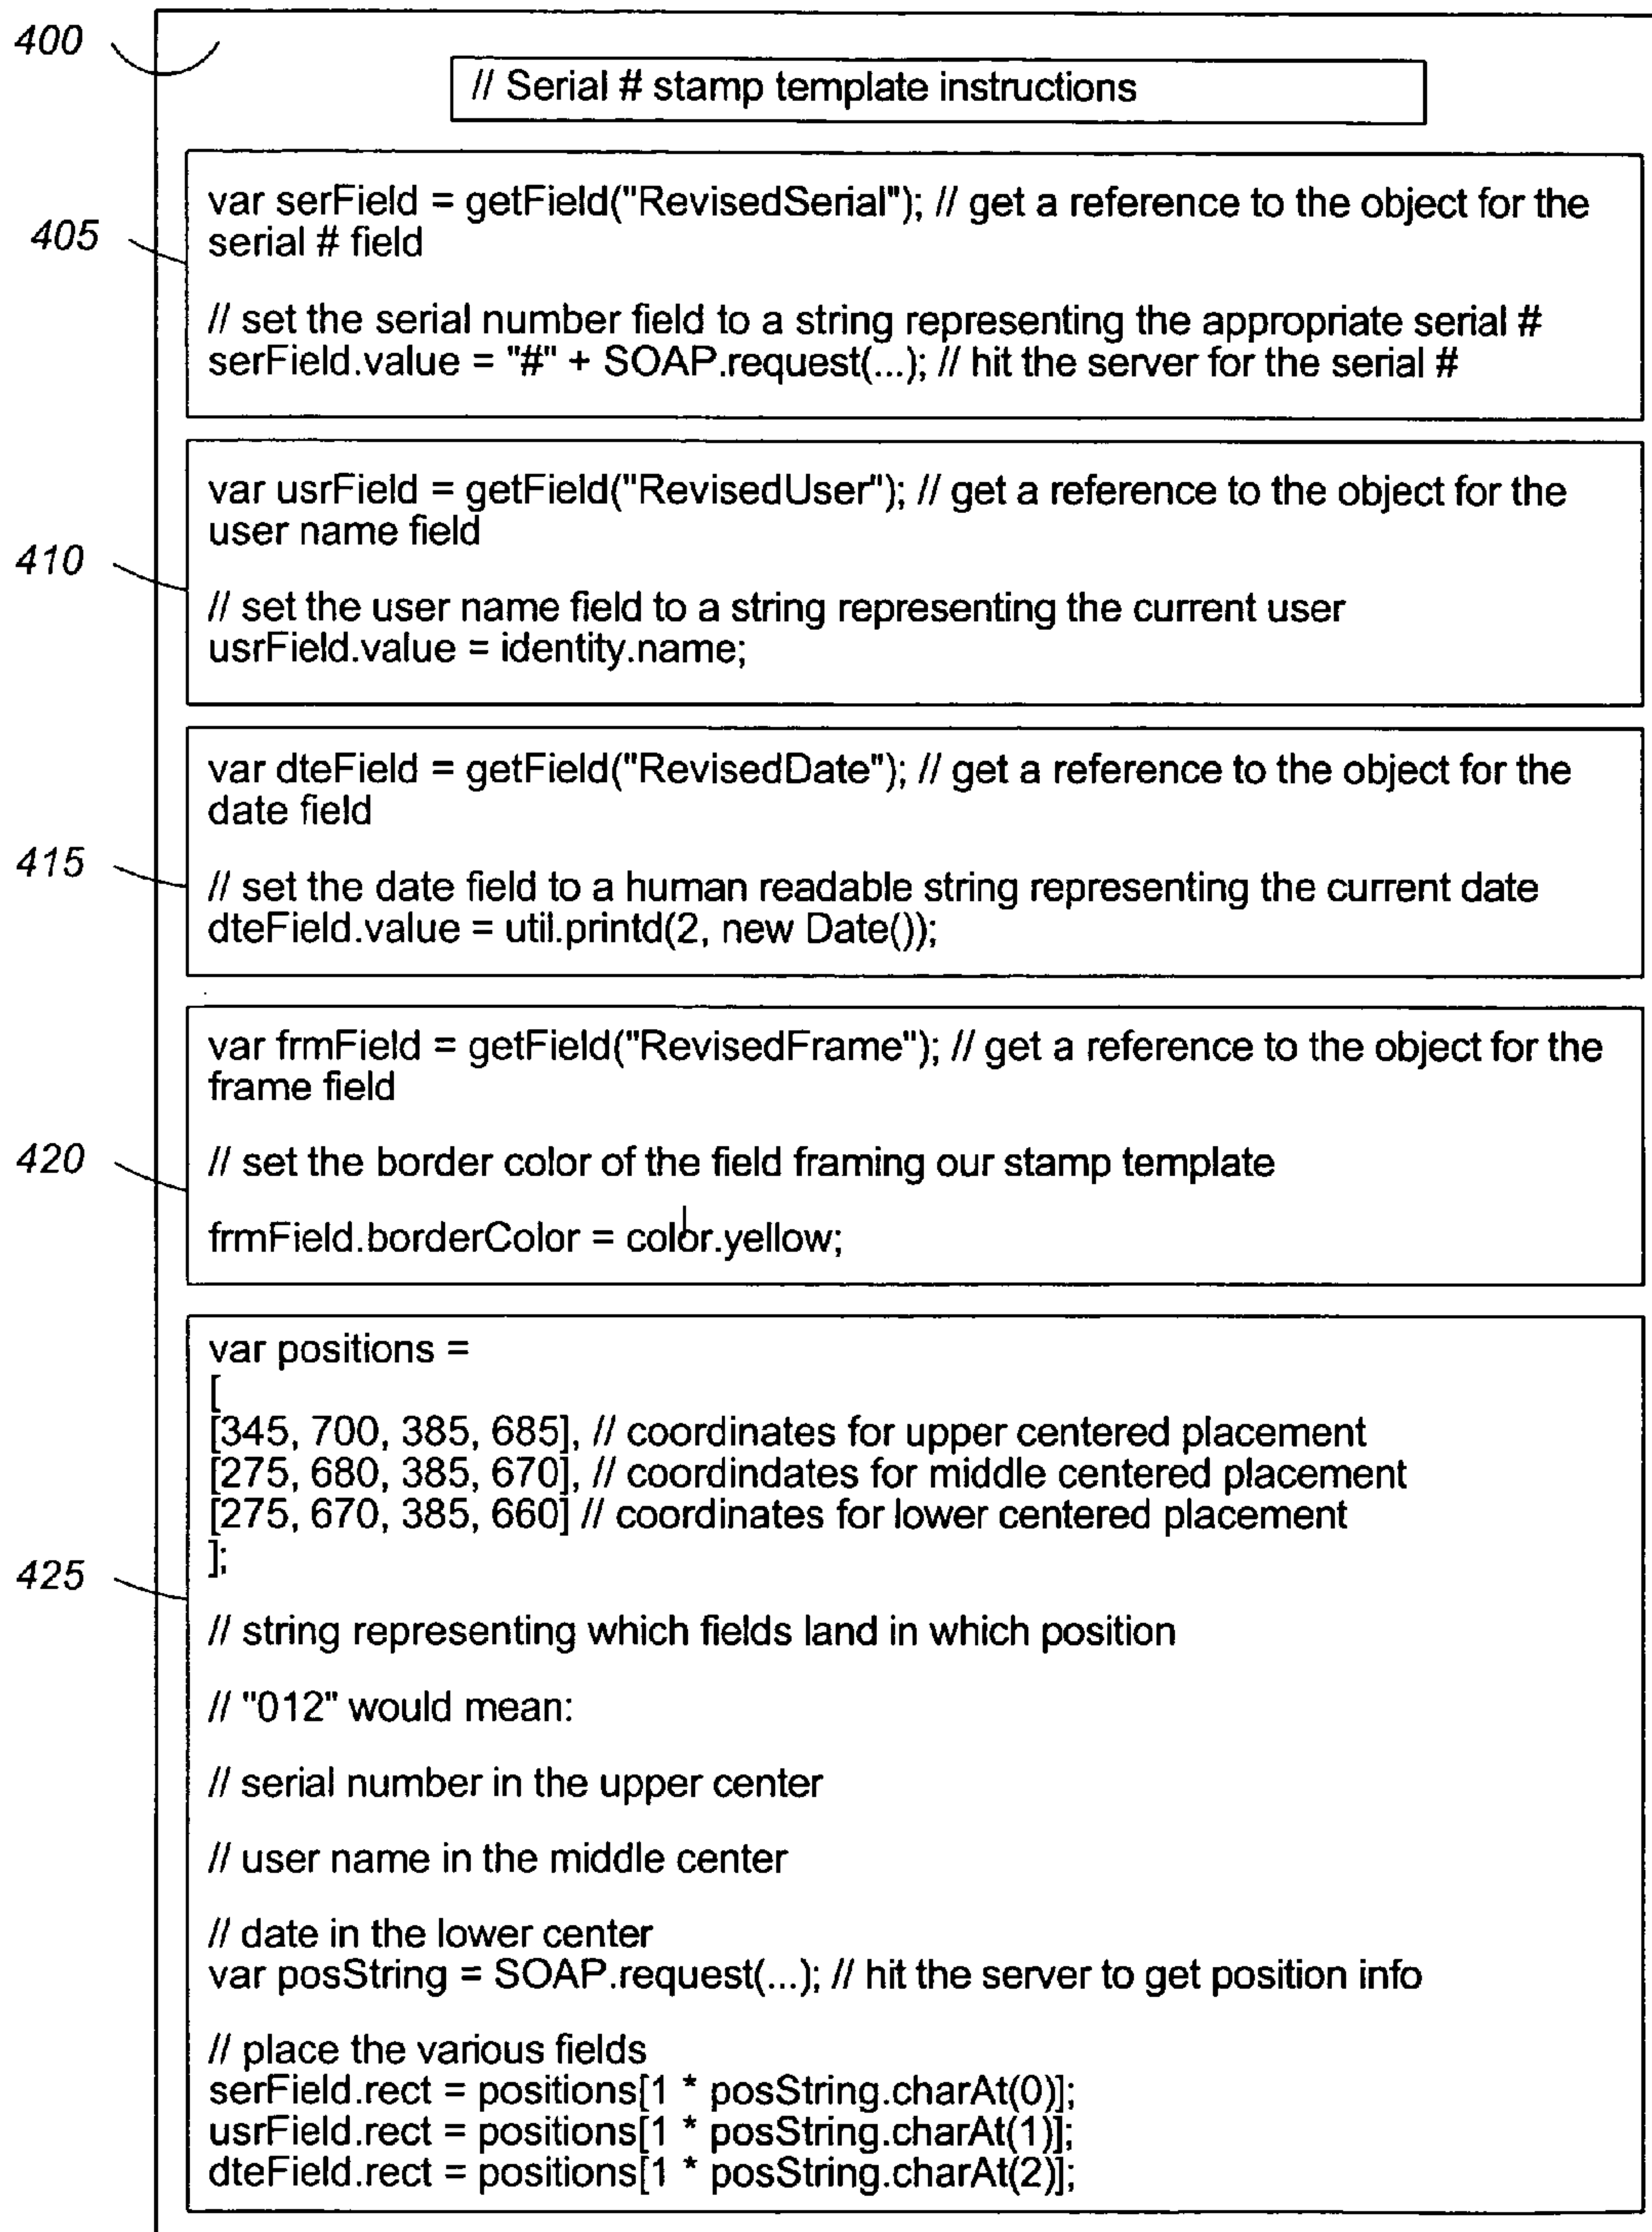 400
// Serial # stamp template instructions
405
var serField = getField("RevisedSerial"); // get a reference to the object for the
serial # field
// set the serial number field to a string representing the appropriate serial #
serField.value = "#" + SOAP.request(...); // hit the server for the serial #
410
var usrField = getField("RevisedUser"); // get a reference to the object for the
user name field
// set the user name field to a string representing the current user
usrField.value = identity.name;
415
var dteField = getField("RevisedDate"); // get a reference to the object for the
date field
// set the date field to a human readable string representing the current date
dteField.value = util.printd(2, new Date());
420
var frmField = getField("RevisedFrame"); // get a reference to the object for the
frame field
// set the border color of the field framing our stamp template
frmField.borderColor = color.yellow;
425
var positions =
[
[345, 700, 385, 685], // coordinates for upper centered placement
[275, 680, 385, 670], // coordindates for middle centered placement
[275, 670, 385, 660] // coordinates for lower centered placement
];
// string representing which fields land in which position
// "012" would mean:
// serial number in the upper center
// user name in the middle center
// date in the lower center
var posString = SOAP.request(...); // hit the server to get position info
// place the various fields
serField.rect = positions[1 * posString.charAt(0)];
usrField.rect = positions[1 * posString.charAt(1)];
dteField.rect = positions[1 * posString.charAt(2)];